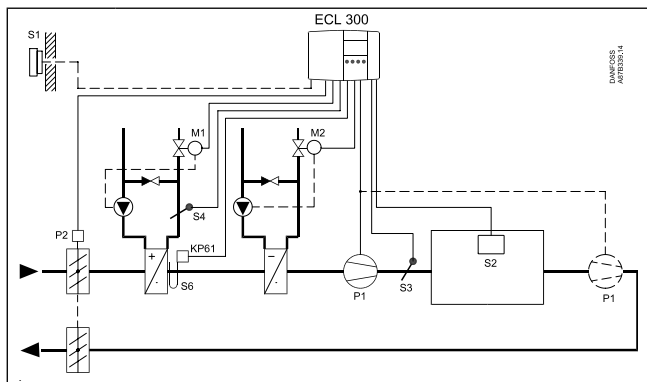 ECL 300
S1
DANFOSS
A87B339.14
M1
M2
S4
P2
KP61
S2
+
-
S6
P1
S3
P1